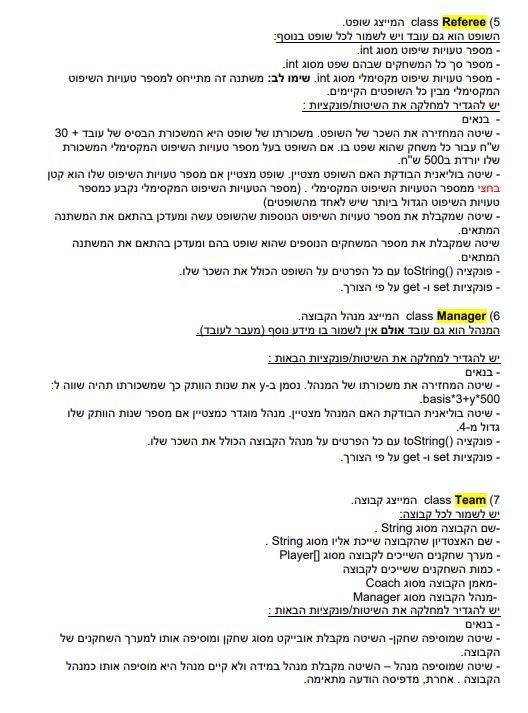 5) class Referee המייצג שופט.
השופט הוא גם עובד ויש לשמור לכל שופט בנוסף:
- מספר טעויות שיפוט מסוג int.
- מספר סך כל המשחקים שבהם שפט מסוג int.
- מספר טעויות שיפוט מקסימלי מסוג int. שימו לב: משתנה זה מתייחס למספר טעויות השיפוט
המקסימלי מבין כל השופטים הקיימים.
יש להגדיר למחלקה את השיטות/פונקציות :
- בנאים
- שיטה המחזירה את השכר של השופט. משכורתו של שופט היא המשכורת הבסיס של עובד + 30
ש"ח עבור כל משחק שהוא שפט בו. אם השופט בעל מספר טעויות השיפוט המקסימלי המשכורת
שלו יורדת ב500 ש"ח.
- שיטה בוליאנית הבודקת האם השופט מצטיין. שופט מצטיין אם מספר טעויות השיפוט שלו הוא קטן
בחצי ממספר הטעויות השיפוט המקסימלי . (מספר הטעויות השיפוט המקסימלי נקבע כמספר
טעויות השיפוט הגדול ביותר שיש לאחד מהשופטים)
- שיטה שמקבלת את מספר טעויות השיפוט הנוספות שהשופט עשה ומעדכן בהתאם את המשתנה
המתאים.
שיטה שמקבלת את מספר המשחקים הנוספים שהוא שופט בהם ומעדכן בהתאם את המשתנה
המתאים.
- פונקציה toString() עם כל הפרטים על השופט הכולל את השכר שלו.
- פונקציות set ו- get על פי הצורך.
6) class Manager המייצג מנהל הקבוצה.
המנהל הוא גם עובד אולם אין לשמור בו מידע נוסף (מעבר לעובד).
יש להגדיר למחלקה את השיטות/פונקציות הבאות :
- בנאים
- שיטה המחזירה את משכורתו של המנהל. נסמן ב-y את שנות הוותק כך שמשכורתו תהיה שווה ל:
basis*3+y*500.
- שיטה בוליאנית הבודקת האם המנהל מצטיין. מנהל מוגדר כמצטיין אם מספר שנות הוותק שלו
גדול מ-4.
- פונקציה toString() עם כל הפרטים על מנהל הקבוצה הכולל את השכר שלו.
- פונקציות set ו- get על פי הצורך.
7) class Team המייצג קבוצה.
יש לשמור לכל קבוצה:
-שם הקבוצה מסוג String .
- שם האצטדיון שהקבוצה שייכת אליו מסוג String .
- מערך שחקנים השייכים לקבוצה מסוג Player[]
- כמות השחקנים ששייכים לקבוצה
-מאמן הקבוצה מסוג Coach
-מנהל הקבוצה מסוג Manager
יש להגדיר למחלקה את השיטות/פונקציות הבאות :
- בנאים
- שיטה שמוסיפה שחקן- השיטה מקבלת אובייקט מסוג שחקן ומוסיפה אותו למערך השחקנים של
הקבוצה.
- שיטה שמוסיפה מנהל – השיטה מקבלת מנהל במידה ולא קיים מנהל היא מוסיפה אותו כמנהל
הקבוצה . אחרת, מדפיסה הודעה מתאימה.